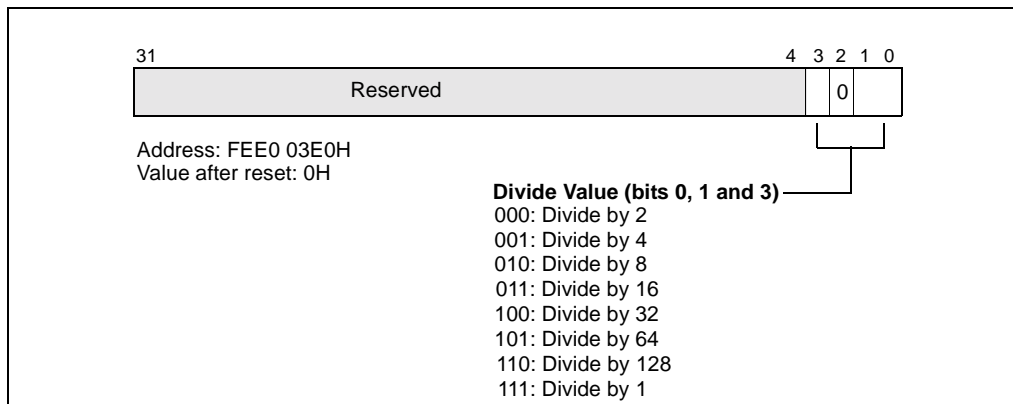 31 4 3 2 1 0
Reserved 0
Address: FEE0 03E0H
Value after reset: 0H
Divide Value (bits 0, 1 and 3)
000: Divide by 2
001: Divide by 4
010: Divide by 8
011: Divide by 16
100: Divide by 32
101: Divide by 64
110: Divide by 128
111: Divide by 1